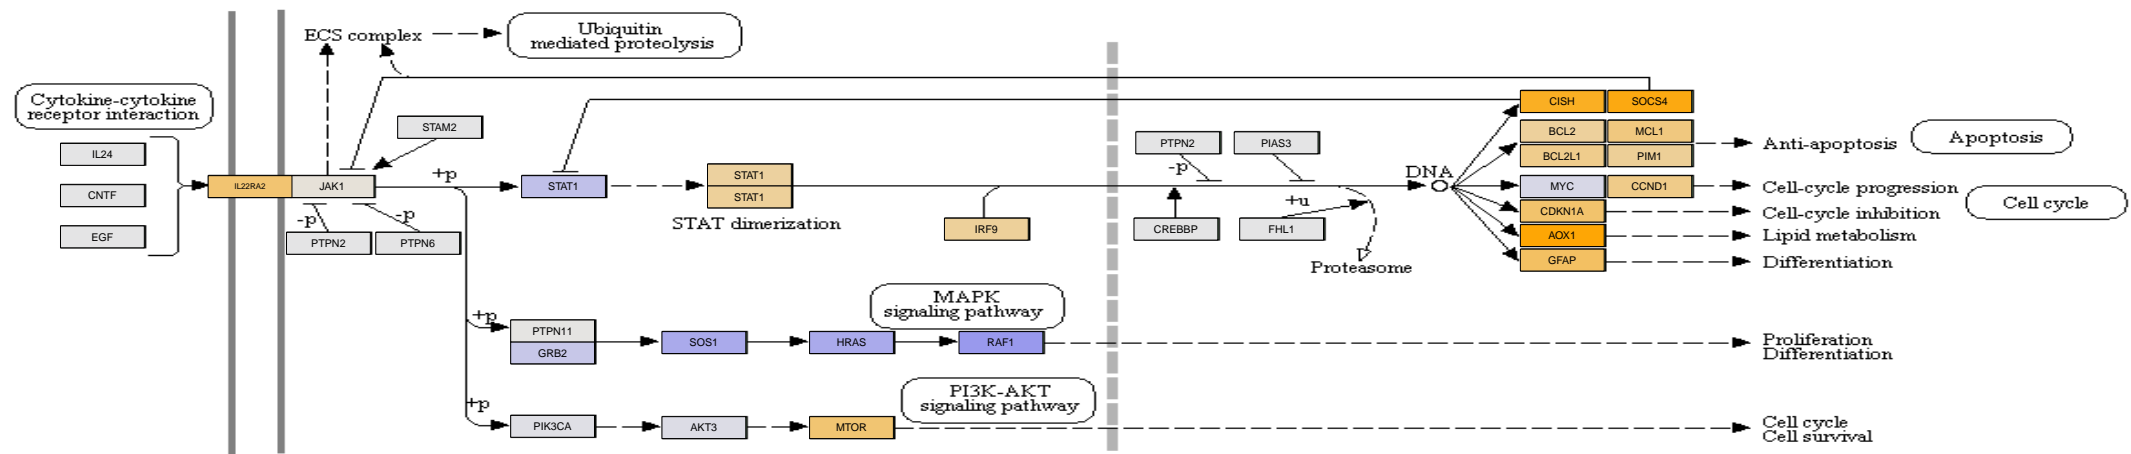 ECS complex
Ubiquitin
mediated proteolysis
Cytokine-cytokine
receptor interaction
STAM2
IL24
CNTF
EGF
IL22RA2
JAK1
-p
-p
PTPN2
PTPN6
+p
STAT1
STAT1
STAT1
STAT dimerization
IRF9
PTPN2
-p
PIAS3
CREBBP
+u
FHL1
Proteasome
DNA
CISH
SOCS4
BCL2
MCL1
BCL2L1
PIM1
MYC
CCND1
CDKN1A
AOX1
GFAP
Anti-apoptosis
Apoptosis
Cell-cycle progression
Cell-cycle inhibition
Cell cycle
Lipid metabolism
Differentiation
+p
PTPN11
GRB2
SOS1
HRAS
RAF1
MAPK
signaling pathway
Proliferation
Differentiation
+p
PIK3CA
AKT3
MTOR
PI3K-AKT
signaling pathway
Cell cycle
Cell survival